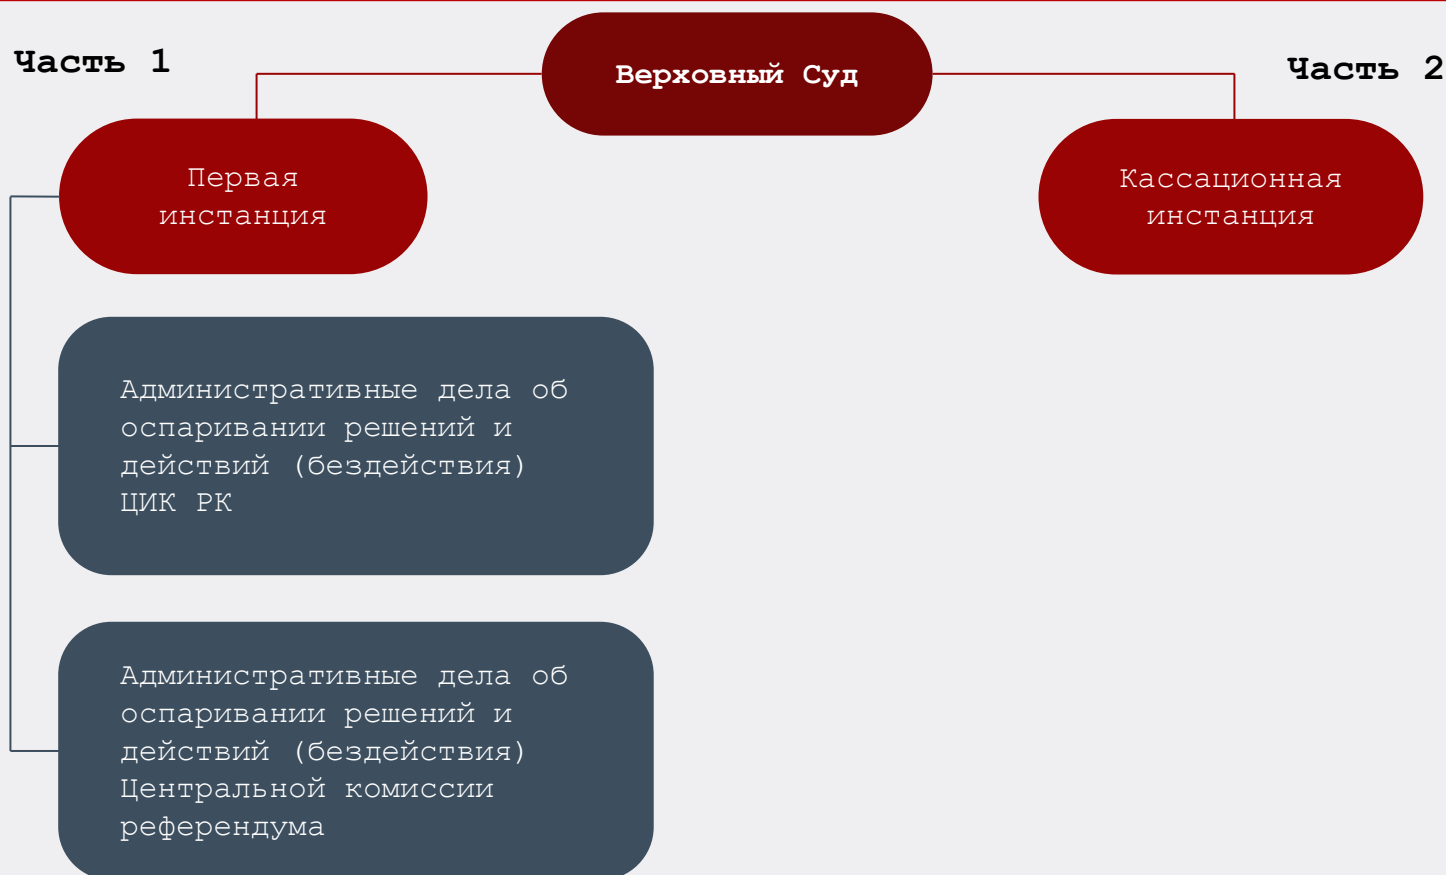 Часть 1
Верховный Суд
Часть 2
Первая
инстанция
Кассационная
инстанция
Административные дела об
оспаривании решений и
действий (бездействия)
ЦИК РК
Административные дела об
оспаривании решений и
действий (бездействия)
Центральной комиссии
референдума